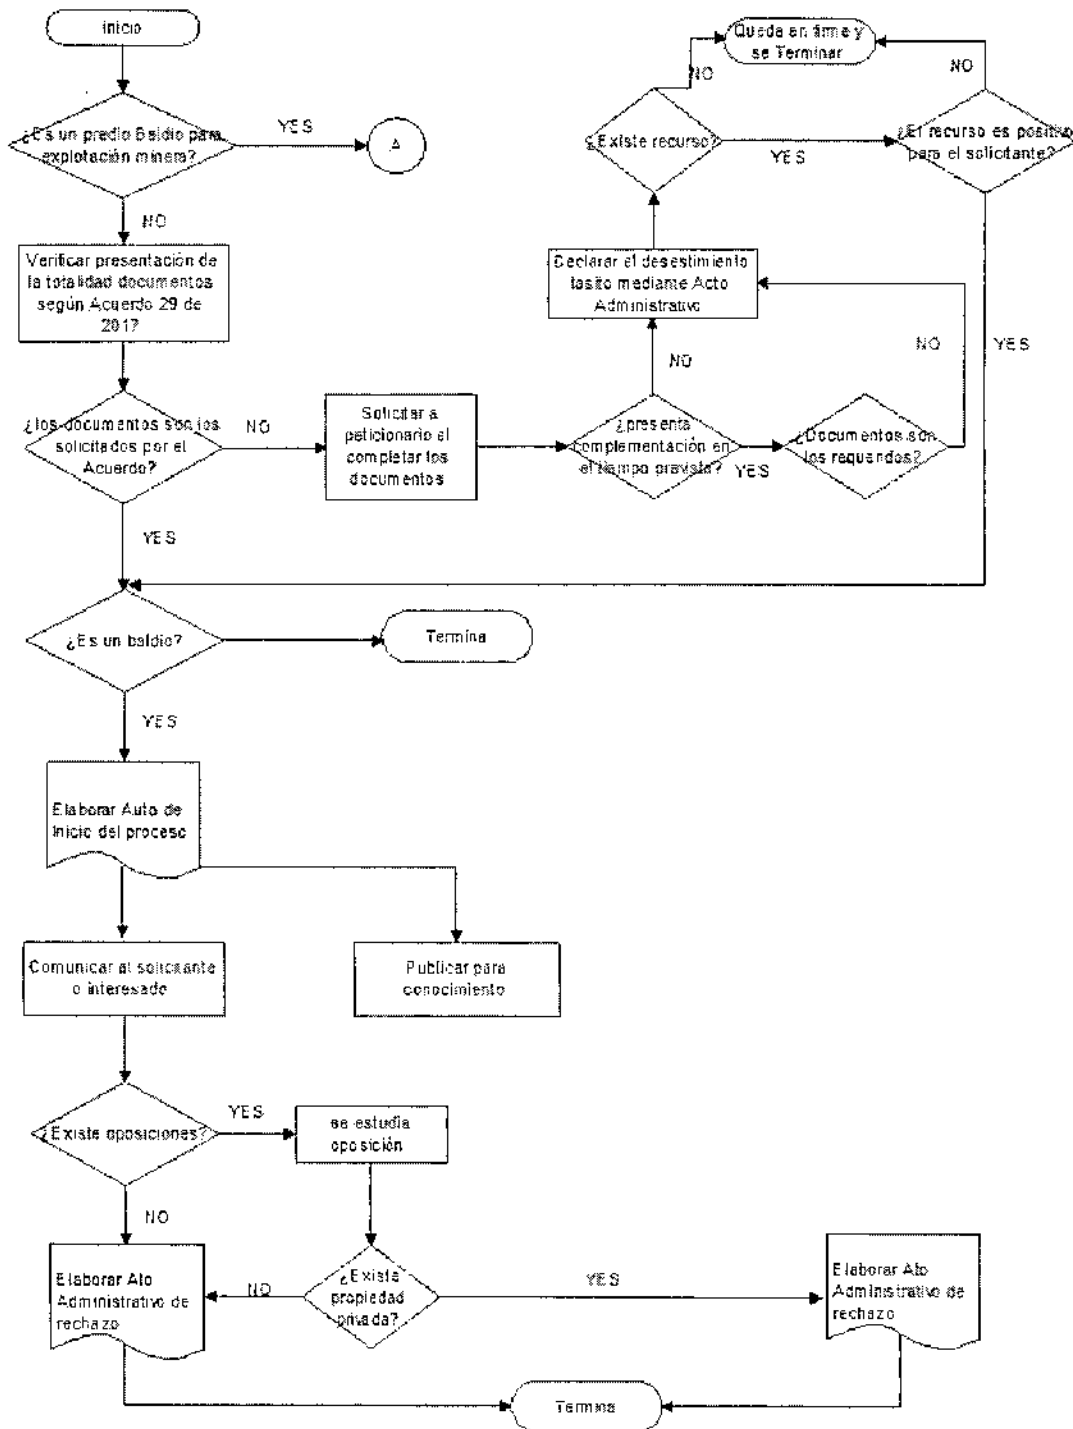 inicio
¿Es un predio Baldio para
explotación minera?
YES
A
NO
Verificar presentación de
la totalidad documentos
según Acuerdo 29 de
2017
¿los documentos son los
solicitados por el
Acuerdo?
NO
YES
Solicitar a
peticionario el
completar los
documentos
¿presenta
complementación en
el tiempo previsto?
NO
YES
¿Documentos son
los requeridos?
NO
Declarar el desestimiento
tasito mediante Acto
Administrativo
¿Existe recurso?
NO
YES
Queda en firme y
se Terminar
¿El recurso es positivo
para el solicitante?
NO
YES
¿Es un baldio?
Termina
YES
Elaborar Auto de
Inicio del proceso
Comunicar al solicitante
o interesado
Publicar para
conocimiento
¿Existe oposiciones?
YES
se estudia
oposición
NO
¿Exista
propiedad
privada?
NO
YES
Elaborar Ato
Administrativo de
rechazo
Elaborar Ato
Administrativo de
rechazo
Termina